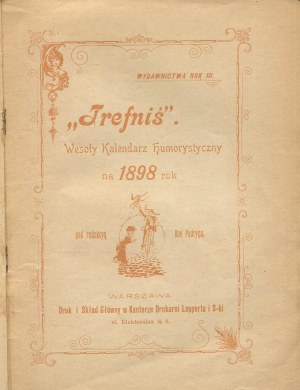 WYDAWNICTWA ROK III.
„Trefniś”.
Wesoły Kalendarz Humorystyczny
na 1898 rok
pod redakcyą
WARSZAWA
Druk i Skład Główny w Kantorze Drukarni Lepperta i S-ki
ul. Elektoralna